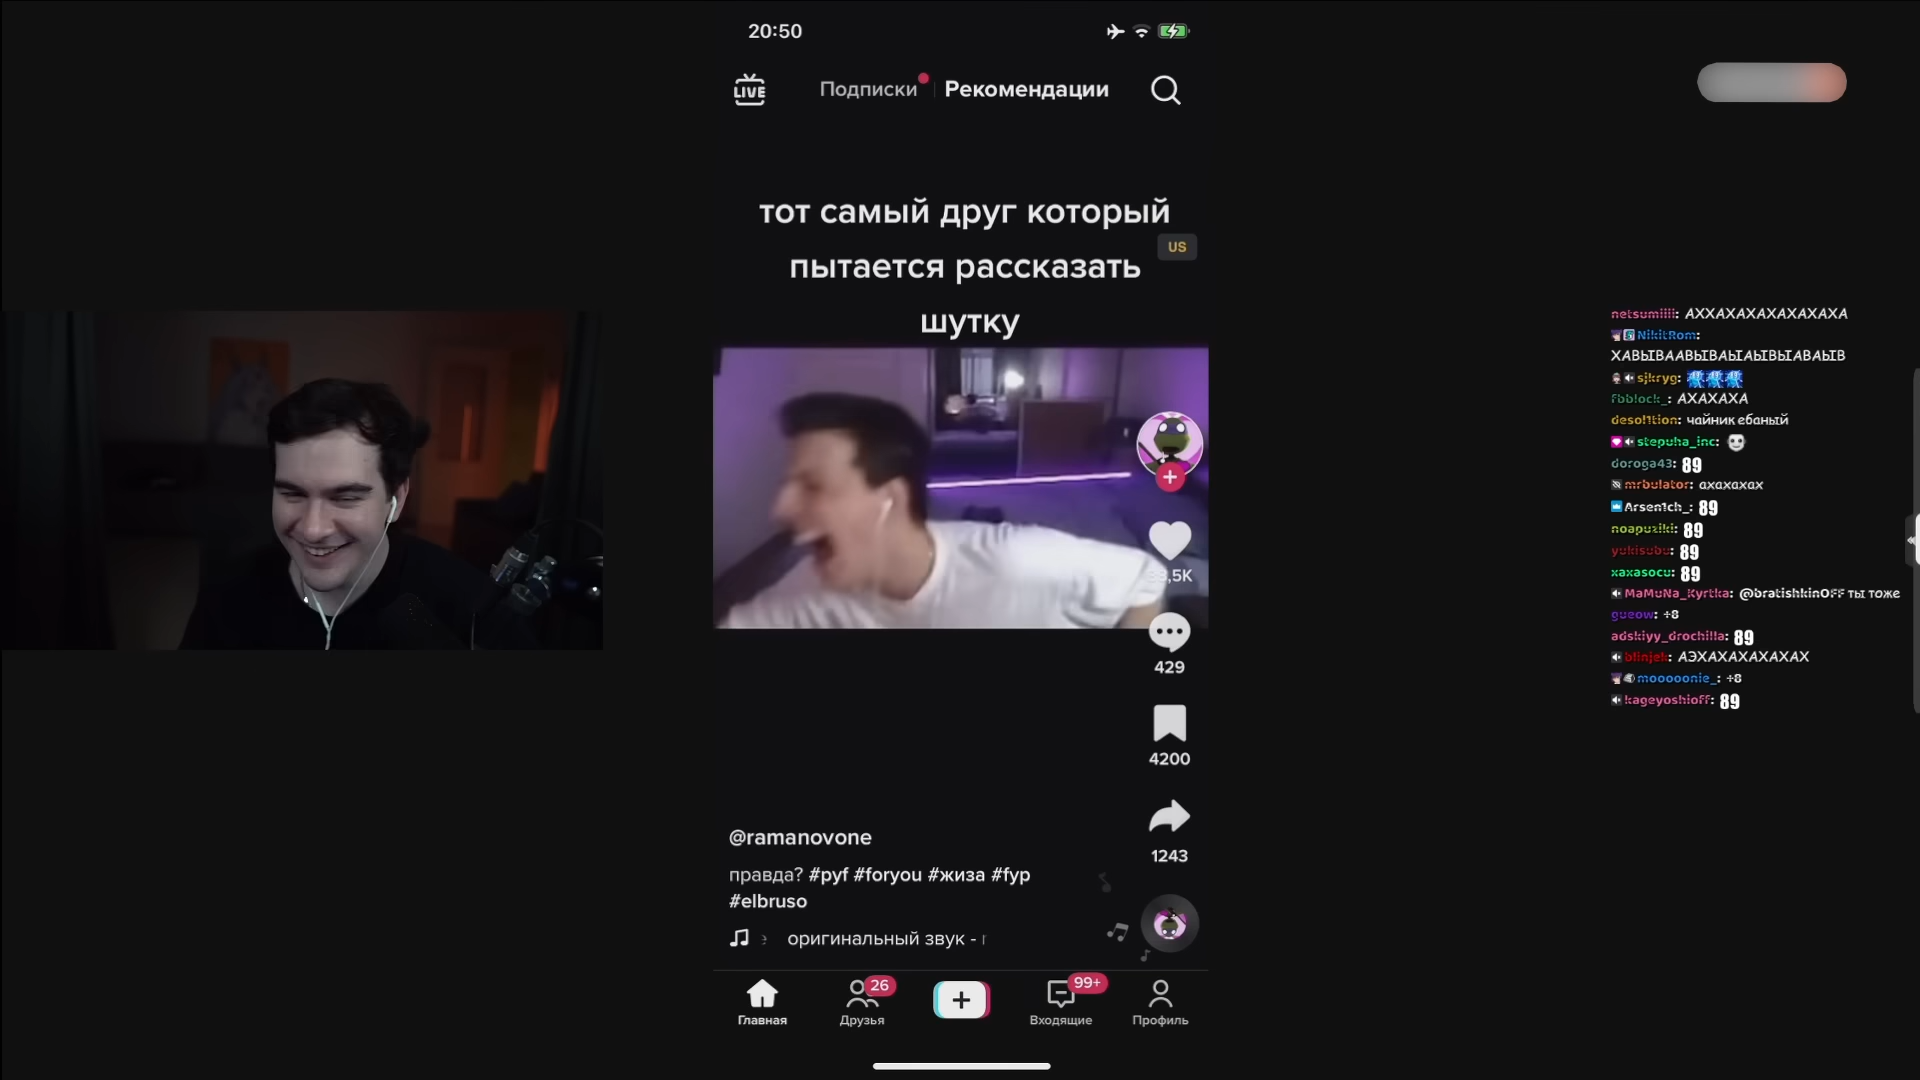 20:50
LIVE
Подписки
Рекомендации
тот самый друг который
US
пытается рассказать
шутку
429
4200
1243
@ramanovone
правда? #pyf #foryou #жиза #fyp
#elbruso
оригинальный звук -
Главная
26
Друзья
99+
Входящие
Профиль
netsumiiii: АХХАХАХАХАХАХАХА
NikitRom:
ХАВЫВААВЫВАЫАЫВЫАВАЫВ
sjkryg:
fbblock_: АХАХАХА
desol1tion: чайник ебаный
stepuha_inc:
doroga43: 89
mrbulator: ахахахах
Arsen1ch_: 89
noapuziki: 89
yukisubu: 89
xaxasocu: 89
MaMuNa_Kyrtka: @bratishkinOFF ты тоже
gueow: +8
adskiyy_drochilla: 89
blinjek: АЭХАХАХАХАХАХ
mooooonie_: +8
kageyoshioff: 89